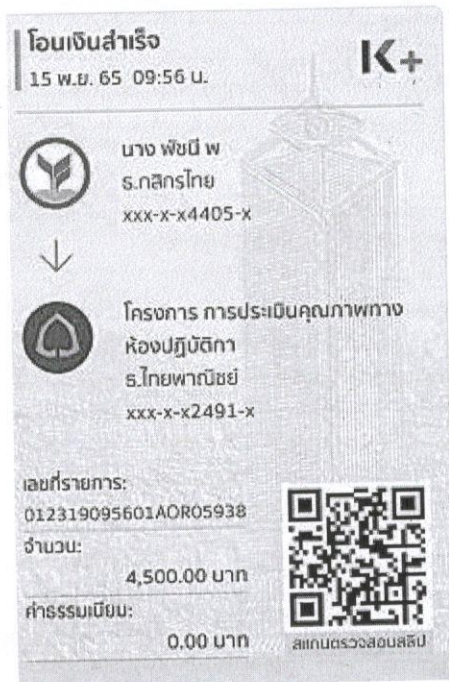 โอนเงินสำเร็จ
15 พ.ย. 65 09:56 น.
K+
นาง พัชนี พ
ธ.กสิกรไทย
xxx-x-x4405-x
โครงการ การประเมินคุณภาพทาง
ห้องปฏิบัติกา
ธ.ไทยพาณิชย์
xxx-x-x2491-x
เลขที่รายการ:
012319095601AOR05938
จำนวน:
4,500.00 บาท
ค่าธรรมเนียม:
0.00 บาท
สแกนตรวจสอบสลิป